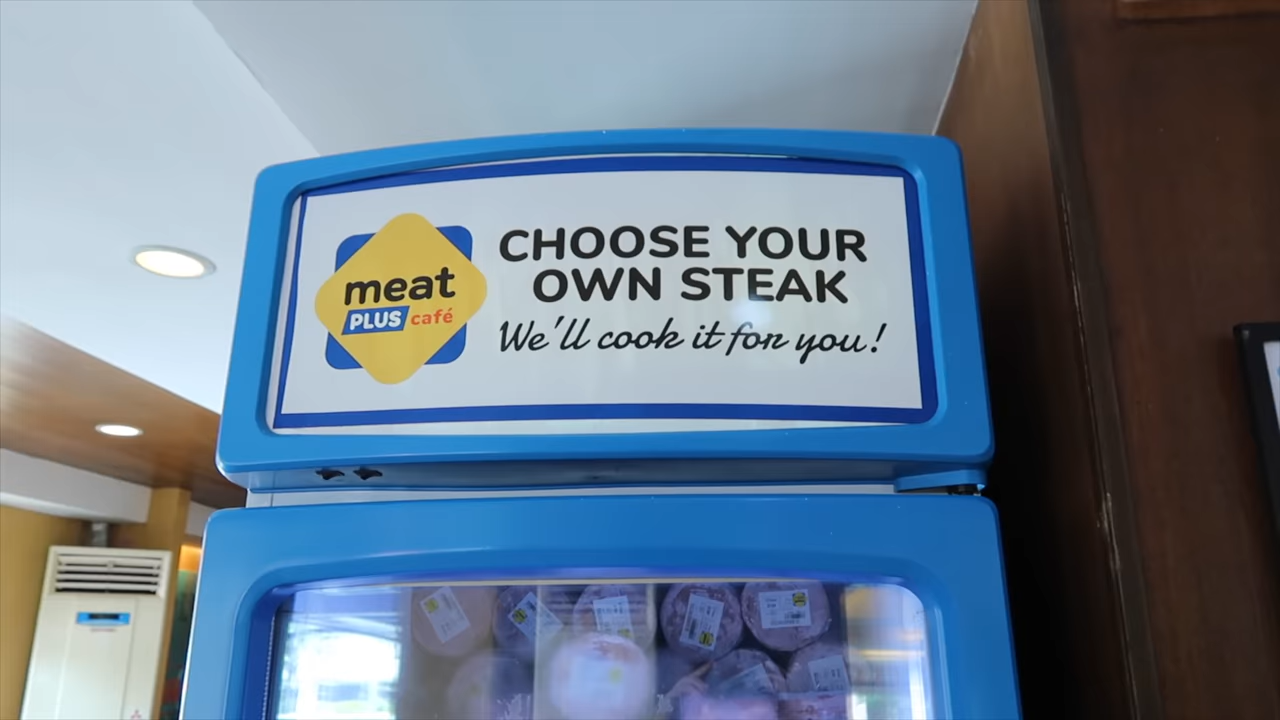 meat
PLUS café
CHOOSE YOUR
OWN STEAK
We'll cook it for you!